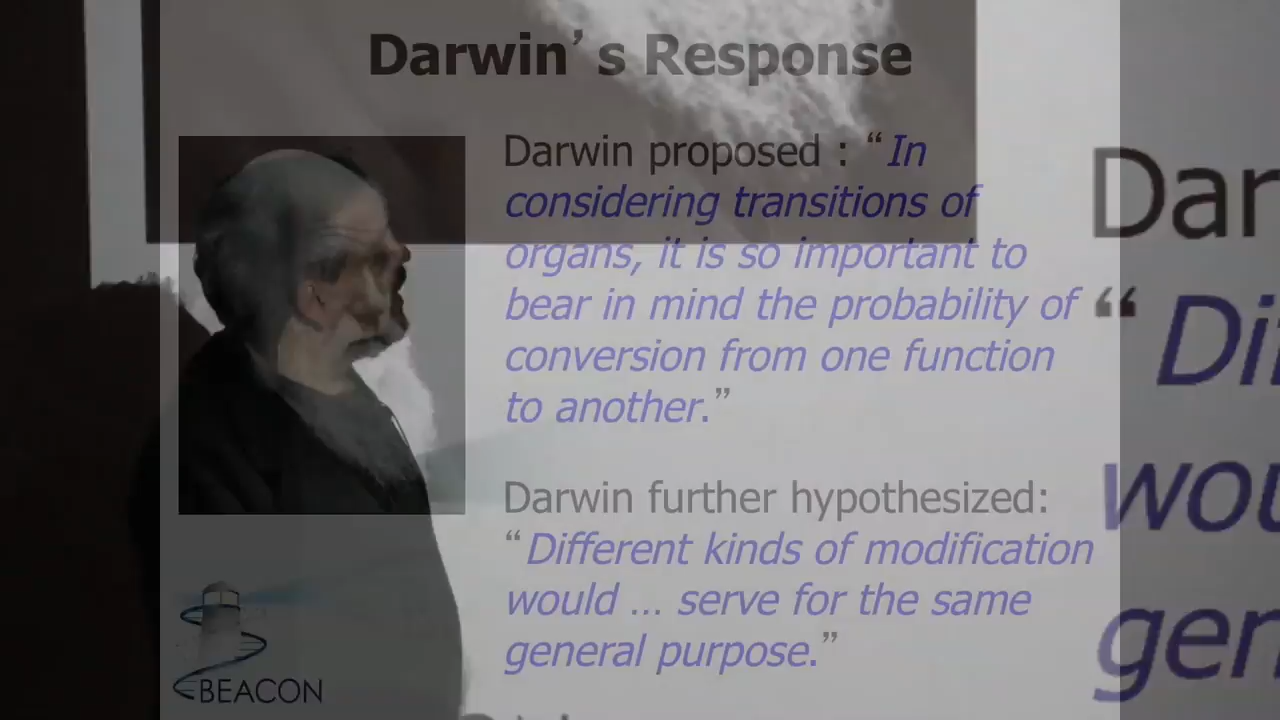 Darwin’s Response
Darwin proposed : “In
considering transitions of
organs, it is so important to
bear in mind the probability of
conversion from one function
to another.”
Darwin further hypothesized:
“Different kinds of modification
would … serve for the same
general purpose.”
BEACON
Dar
“Di
wou
gen